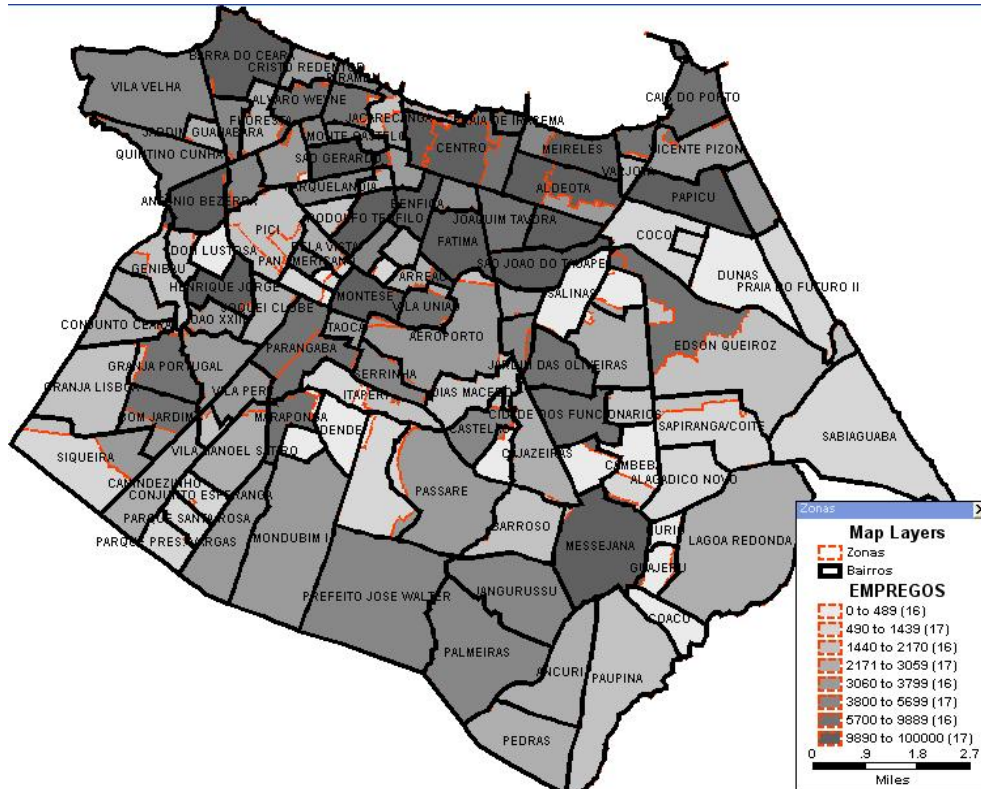 BARRA DO CEARA
CRISTO REDENTOR
PIRAMBU
VILA VELHA
ALVARO WEYNE
CAIS DO PORTO
FLORESTA
JACARECANGA
PRAIA DE IRACEMA
JARDIM GUANABARA
MONTE CASTELO
CENTRO
MEIRELES
VICENTE PIZON
QUINTINO CUNHA
SAO GERARDO
VARJOTA
PARQUELANDIA
ALDEOTA
PAPICU
ANTONIO BEZERRA
BENFICA
RODOLFO TEOFILO
JOAQUIM TAVORA
PICI
COCO
DOM LUSTOSA
BELA VISTA
FATIMA
PANAMERICANO
SAO JOAO DO TAUAPE
GENIBAU
DUNAS
HENRIQUE JORGE
MONTESE
SALINAS
PRAIA DO FUTURO II
JOQUEI CLUBE
VILA UNIAO
JOAO XXIII
ITAOCA
CONJUNTO CEARA
AEROPORTO
PARANGABA
EDSON QUEIROZ
GRANJA PORTUGAL
SERRINHA
JARDIM DAS OLIVEIRAS
GRANJA LISBOA
VILA PERY
ITAPERI
DIAS MACEDO
BOM JARDIM
MARAPONGA
CIDADE DOS FUNCIONARIOS
DENDE
CASTELAO
SAPIRANGA/COITE
SABIAGUABA
VILA MANOEL SATIRO
SIQUEIRA
CAJAZEIRAS
CAMBEBA
CANINDEZINHO
PASSARE
ALAGADICO NOVO
CONJUNTO ESPERANCA
PARQUE SANTA ROSA
BARROSO
PARQUE PRES. VARGAS
MONDUBIM I
MESSEJANA
CURIO
LAGOA REDONDA
GUAJERU
PREFEITO JOSE WALTER
JANGURUSSU
COACU
PALMEIRAS
ANCURI
PAUPINA
PEDRAS
Zonas
Map Layers
Zonas
Bairros
EMPREGOS
0 to 489 (16)
490 to 1439 (17)
1440 to 2170 (16)
2171 to 3059 (17)
3060 to 3799 (16)
3800 to 5699 (17)
5700 to 9889 (16)
9890 to 100000 (17)
0 .9 1.8 2.7
Miles